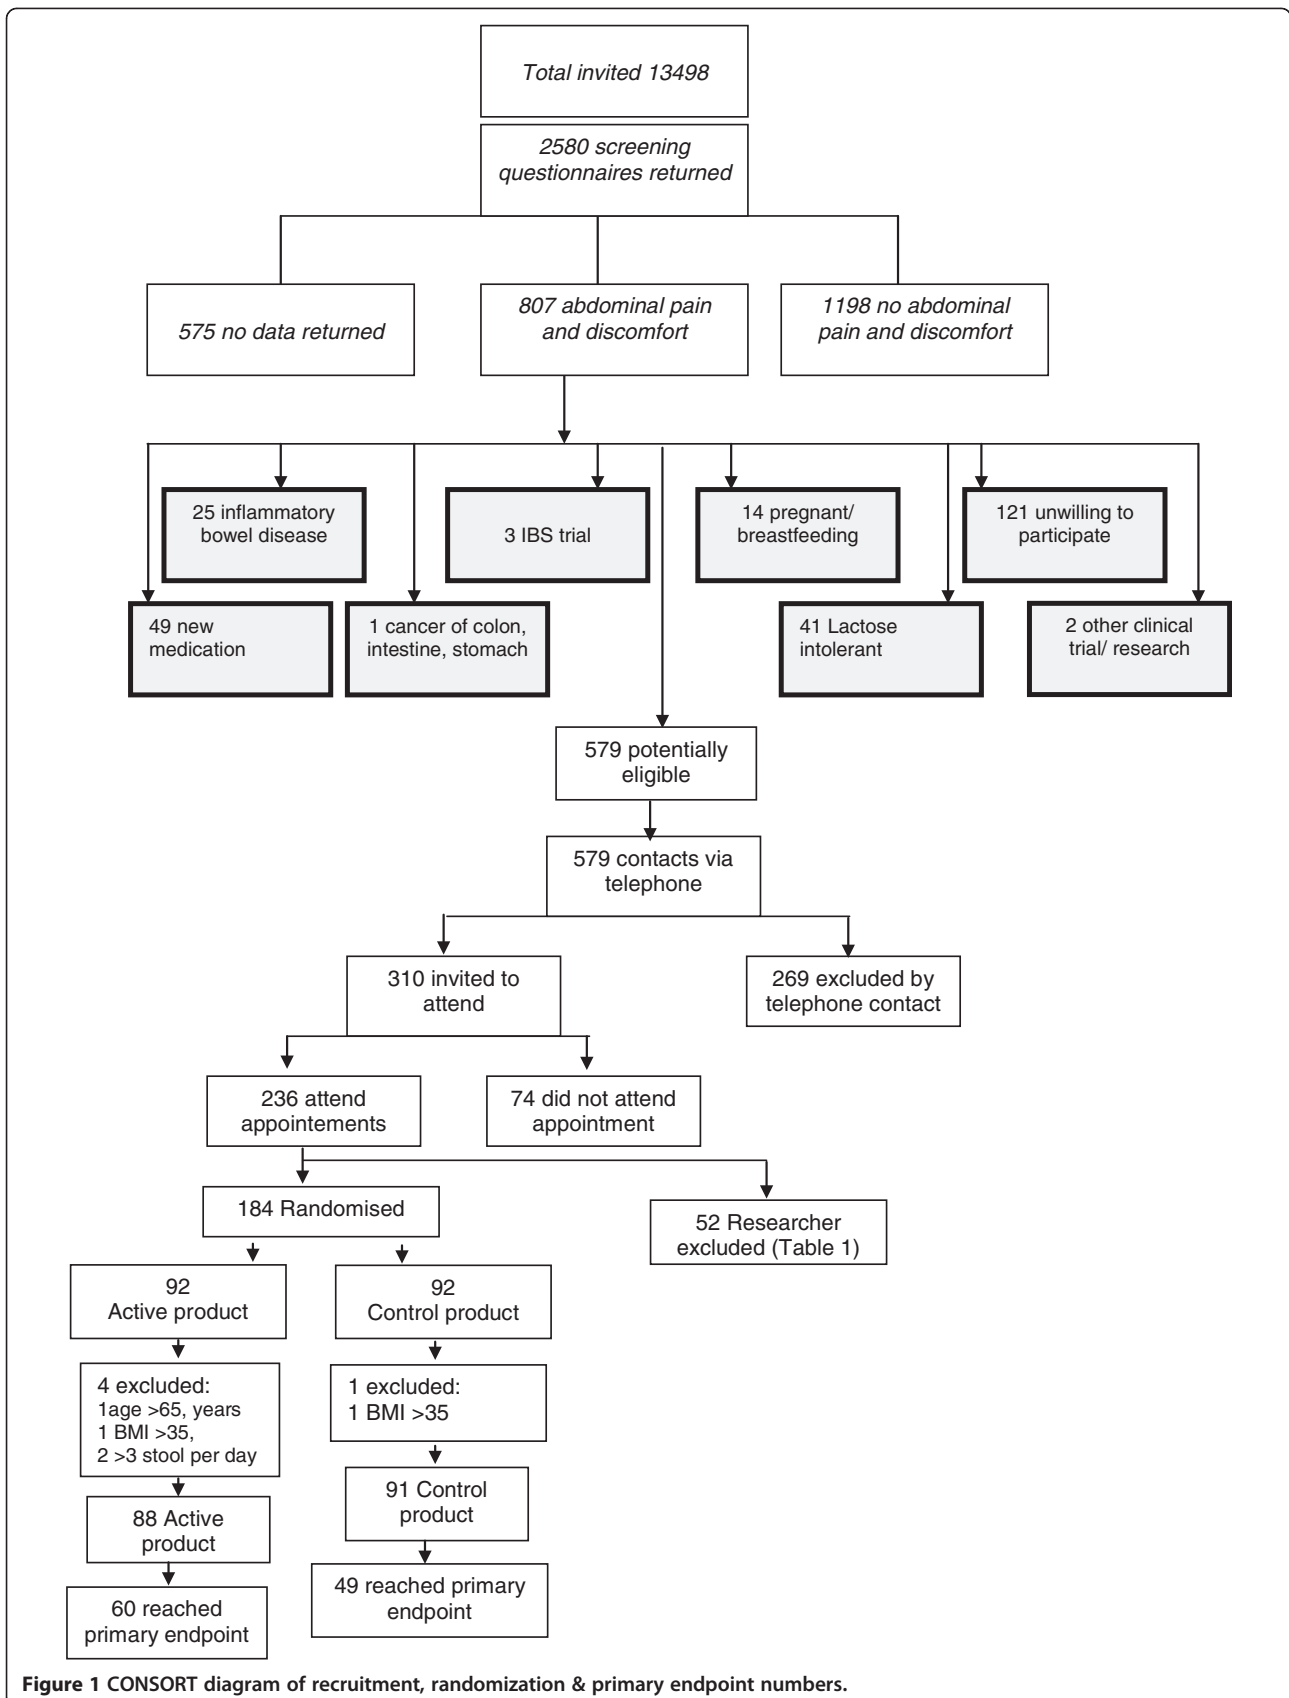 Total invited 13498
2580 screening
questionnaires returned
575 no data returned
807 abdominal pain
and discomfort
1198 no abdominal
pain and discomfort
25 inflammatory
bowel disease
3 IBS trial
14 pregnant/
breastfeeding
121 unwilling to
participate
49 new
medication
1 cancer of colon,
intestine, stomach
41 Lactose
intolerant
2 other clinical
trial/ research
579 potentially
eligible
579 contacts via
telephone
310 invited to
attend
269 excluded by
telephone contact
236 attend
appointements
74 did not attend
appointment
184 Randomised
52 Researcher
excluded (Table 1)
92
Active product
92
Control product
4 excluded:
1age >65, years
1 BMI >35,
2 >3 stool per day
1 excluded:
1 BMI >35
88 Active
product
91 Control
product
60 reached
primary endpoint
49 reached primary
endpoint
Figure 1 CONSORT diagram of recruitment, randomization & primary endpoint numbers.